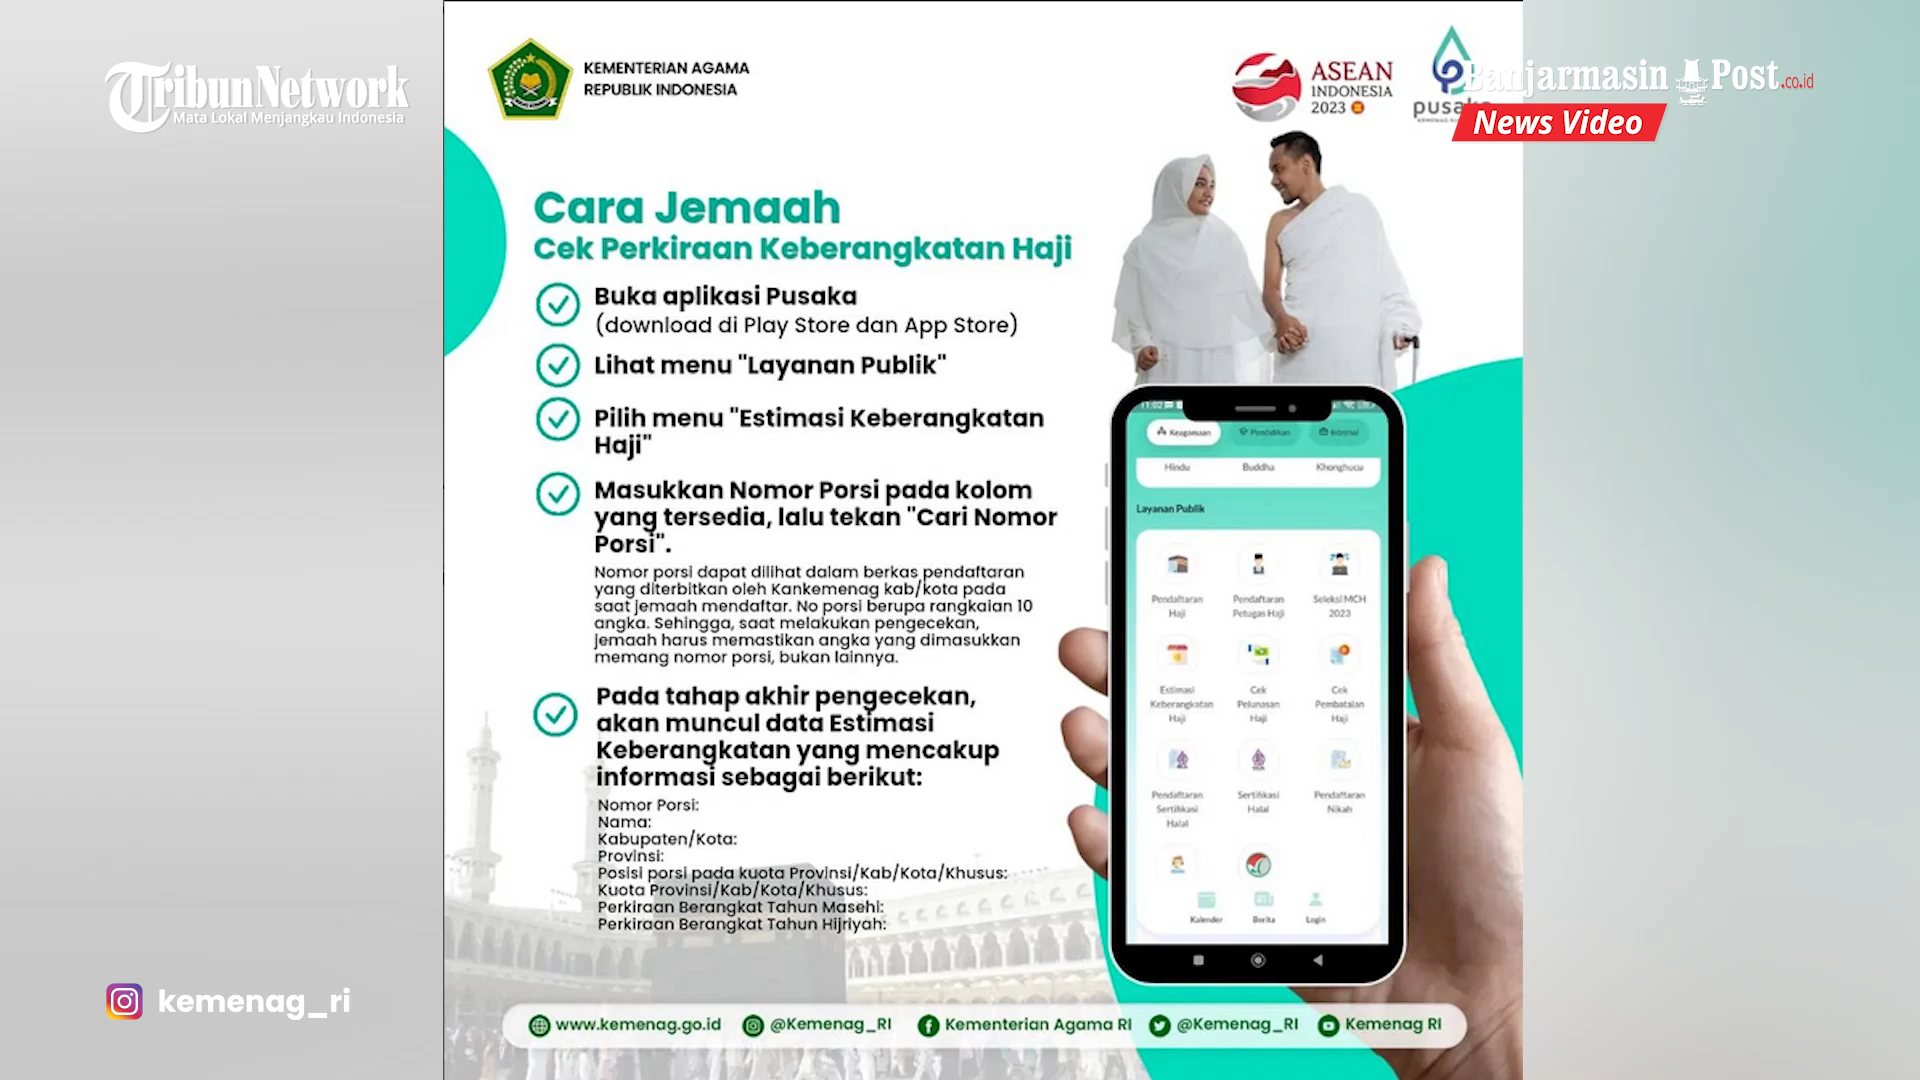 TribunNetwork
Mata Lokal Menjangkau Indonesia
KEMENTERIAN AGAMA
REPUBLIK INDONESIA
ASEAN
INDONESIA
2023
pusaka
Banjarmasin Post.co.id
News Video
Cara Jemaah
Cek Perkiraan Keberangkatan Haji
Buka aplikasi Pusaka
(download di Play Store dan App Store)
Lihat menu "Layanan Publik"
Pilih menu "Estimasi Keberangkatan
Haji"
Masukkan Nomor Porsi pada kolom
yang tersedia, lalu tekan "Cari Nomor
Porsi".
Nomor porsi dapat dilihat dalam berkas pendaftaran
yang diterbitkan oleh Kankemenag kab/kota pada
saat jemaah mendaftar. No porsi berupa rangkaian 10
angka. Sehingga, saat melakukan pengecekan,
jemaah harus memastikan angka yang dimasukkan
memang nomor porsi, bukan lainnya.
Pada tahap akhir pengecekan,
akan muncul data Estimasi
Keberangkatan yang mencakup
informasi sebagai berikut:
Nomor Porsi:
Nama:
Kabupaten/Kota:
Provinsi:
Posisi porsi pada kuota Provinsi/Kab/Kota/Khusus:
Kuota Provinsi/Kab/Kota/Khusus:
Perkiraan Berangkat Tahun Masehi:
Perkiraan Berangkat Tahun Hijriyah:
11:02
Keagamaan Pendidikan Internal
Hindu Buddha Khonghucu
Layanan Publik
Pendaftaran Pendaftaran Seleksi MCH
Haji Petugas Haji 2023
Estimasi Cek Cek
Keberangkatan Pelunasan Pembatalan
Haji Haji Haji
Pendaftaran Sertifikasi Pendaftaran
Sertifikasi Halal Nikah
Halal
Kalender Berita Login
kemenag_ri
www.kemenag.go.id @Kemenag_RI Kementerian Agama RI @Kemenag_RI Kemenag RI